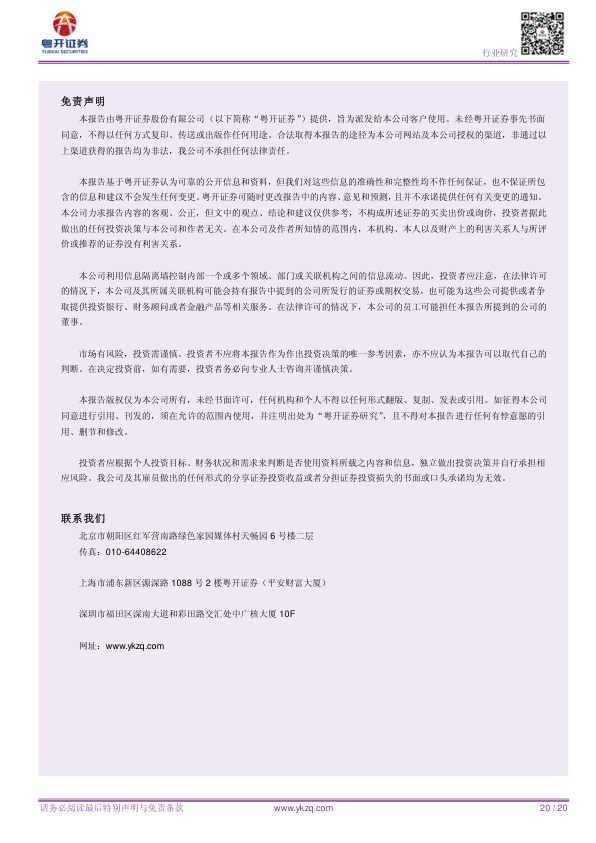 粤开证券
YUEKAI SECURITIES
行业研究
免责声明
本报告由粤开证券股份有限公司（以下简称“粤开证券”）提供，旨为派发给本公司客户使用。未经粤开证券事先书面
同意，不得以任何方式复印、传送或出版作任何用途。合法取得本报告的途径为本公司网站及本公司授权的渠道，非通过以
上渠道获得的报告均为非法，我公司不承担任何法律责任。
本报告基于粤开证券认为可靠的公开信息和资料，但我们对这些信息的准确性和完整性均不作任何保证，也不保证所包
含的信息和建议不会发生任何变更。粤开证券可随时更改报告中的内容、意见和预测，且并不承诺提供任何有关变更的通知。
本公司力求报告内容的客观、公正，但文中的观点、结论和建议仅供参考，不构成所述证券的买卖出价或询价，投资者据此
做出的任何投资决策与本公司和作者无关。在本公司及作者所知情的范围内，本机构、本人以及财产上的利害关系人与所评
价或推荐的证券没有利害关系。
本公司利用信息隔离墙控制内部一个或多个领域、部门或关联机构之间的信息流动。因此，投资者应注意，在法律许可
的情况下，本公司及其所属关联机构可能会持有报告中提到的公司所发行的证券或期权交易，也可能为这些公司提供或者争
取提供投资银行、财务顾问或者金融产品等相关服务。在法律许可的情况下，本公司的员工可能担任本报告所提到的公司的
董事。
市场有风险，投资需谨慎。投资者不应将本报告作为作出投资决策的唯一参考因素，亦不应认为本报告可以取代自己的
判断。在决定投资前，如有需要，投资者务必向专业人士咨询并谨慎决策。
本报告版权仅为本公司所有，未经书面许可，任何机构和个人不得以任何形式翻版、复制、发表或引用。如征得本公司
同意进行引用、刊发的，须在允许的范围内使用，并注明出处为“粤开证券研究”，且不得对本报告进行任何有悖意愿的引
用、删节和修改。
投资者应根据个人投资目标、财务状况和需求来判断是否使用资料所载之内容和信息，独立做出投资决策并自行承担相
应风险。我公司及其雇员做出的任何形式的分享证券投资收益或者分担证券投资损失的书面或口头承诺均为无效。
联系我们
北京市朝阳区红军营南路绿色家园媒体村天畅园 6 号楼二层
传真：010-64408622
上海市浦东新区源深路 1088 号 2 楼粤开证券（平安财富大厦）
深圳市福田区深南大道和彩田路交汇处中广核大厦 10F
网址：www.ykzq.com
请务必阅读最后特别声明与免责条款
www.ykzq.com
20 / 20